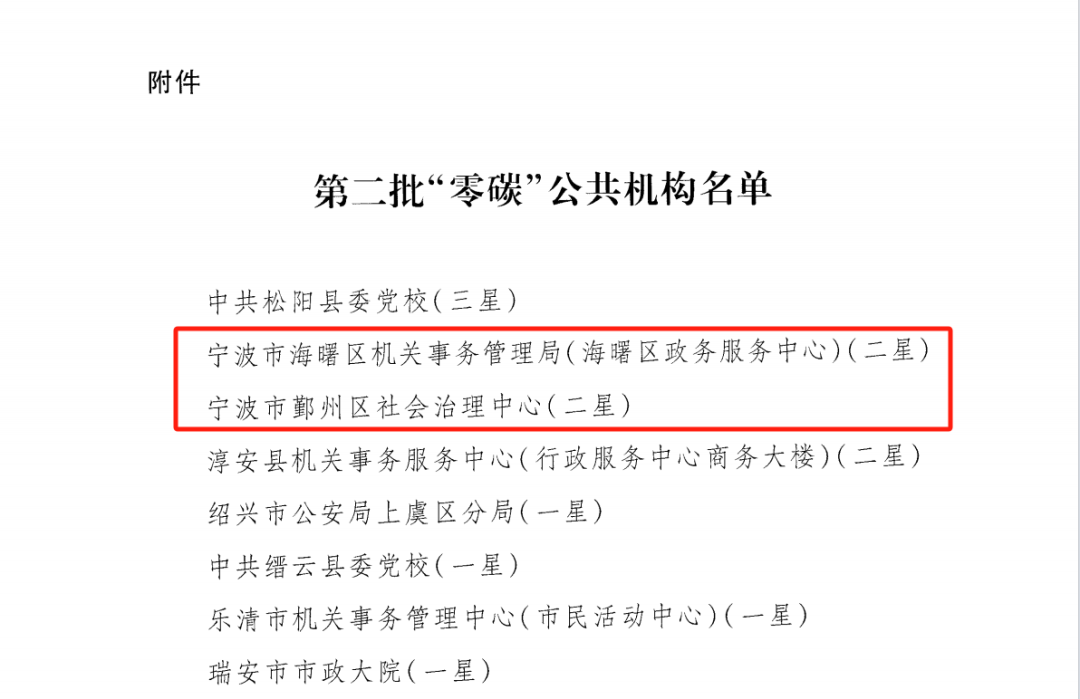 附件
第二批“零碳”公共机构名单
中共松阳县委党校(三星)
宁波市海曙区机关事务管理局(海曙区政务服务中心)(二星)
宁波市鄞州区社会治理中心(二星)
淳安县机关事务服务中心(行政服务中心商务大楼)(二星)
绍兴市公安局上虞区分局(一星)
中共缙云县委党校(一星)
乐清市机关事务管理中心(市民活动中心)(一星)
瑞安市市政大院(一星)